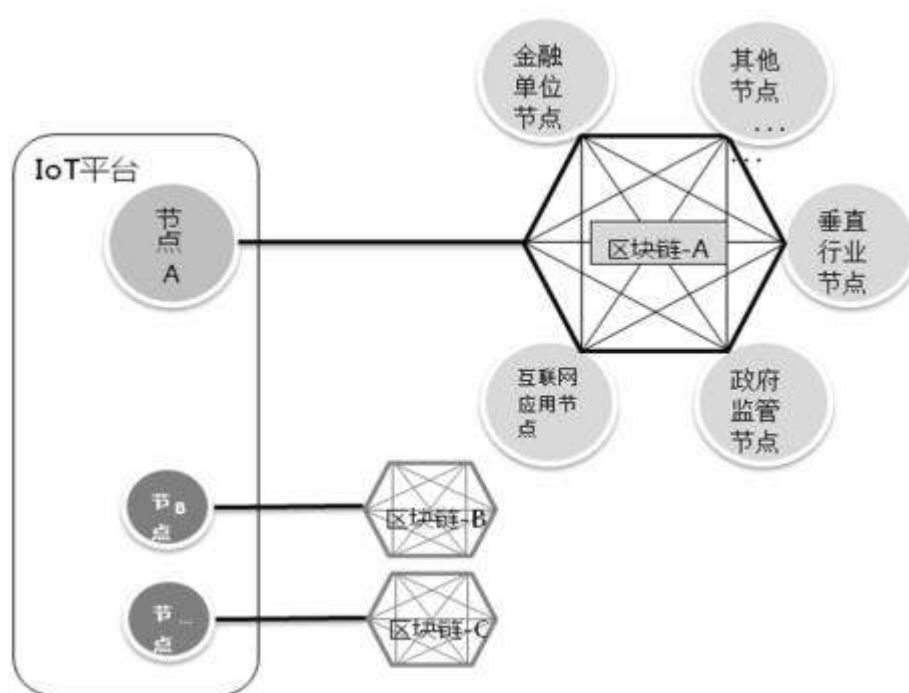 金融
单位
节点
其他
节点
...
...
IoT平台
节
点
A
区块链-A
垂直
行业
节点
互联网
应用节
点
政府
监管
节点
节B
点
区块链-B
节...
点
区块链-C